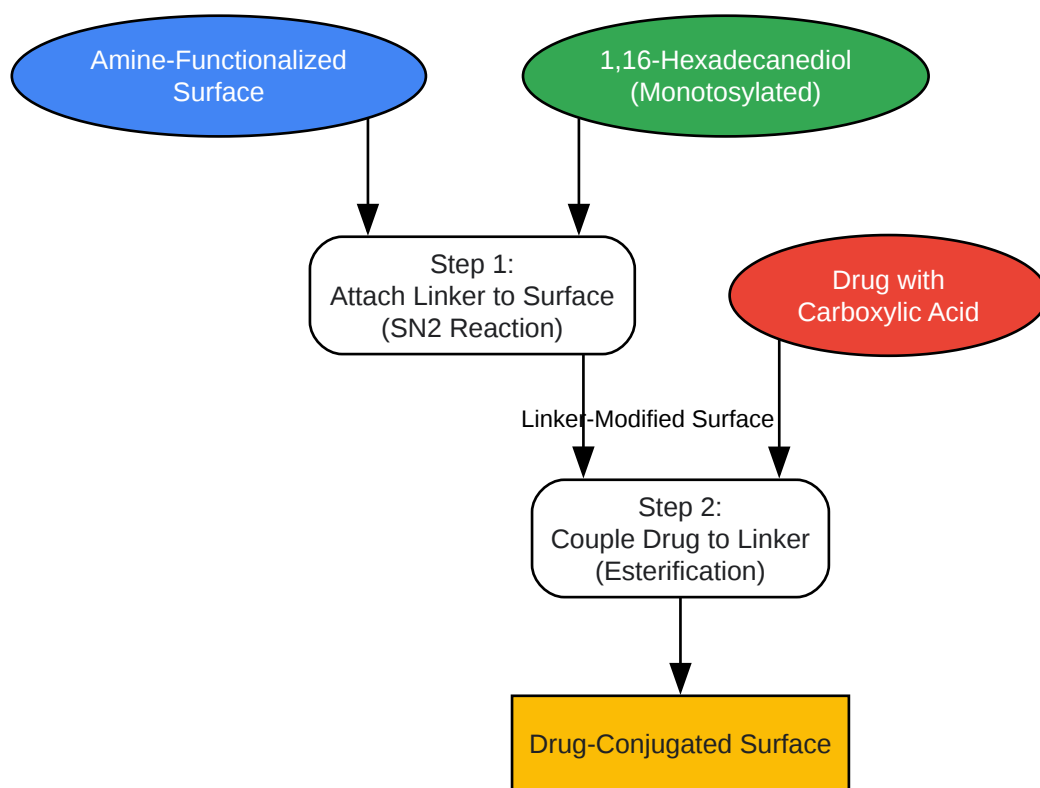 Amine-Functionalized
Surface
1,16-Hexadecanediol
(Monotosylated)
Step 1:
Attach Linker to Surface
(SN2 Reaction)
Drug with
Carboxylic Acid
Linker-Modified Surface
Step 2:
Couple Drug to Linker
(Esterification)
Drug-Conjugated Surface